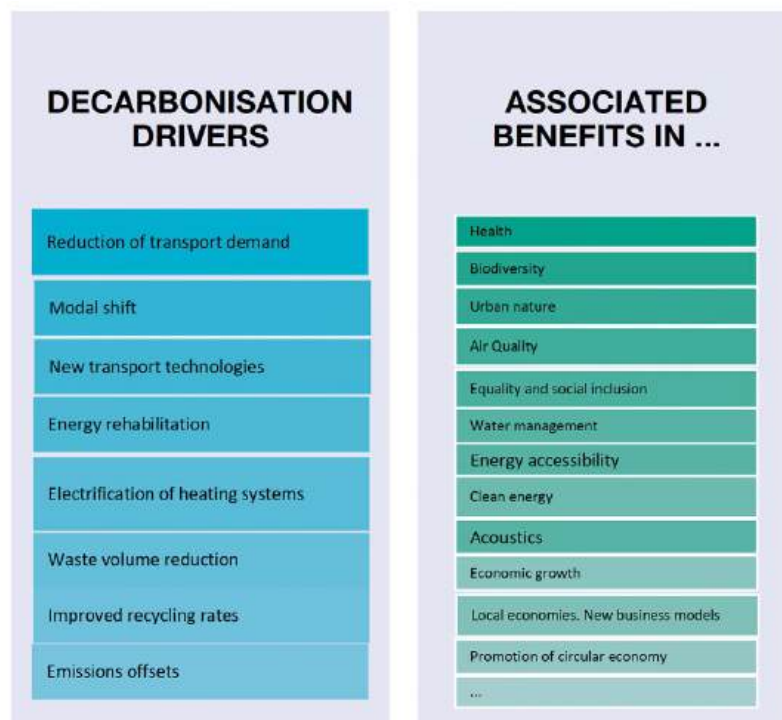 DECARBONISATION
DRIVERS
Reduction of transport demand
Modal shift
New transport technologies
Energy rehabilitation
Electrification of heating systems
Waste volume reduction
Improved recycling rates
Emissions offsets
ASSOCIATED
BENEFITS IN ...
Health
Biodiversity
Urban nature
Air Quality
Equality and social inclusion
Water management
Energy accessibility
Clean energy
Acoustics
Economic growth
Local economies. New business models
Promotion of circular economy
...